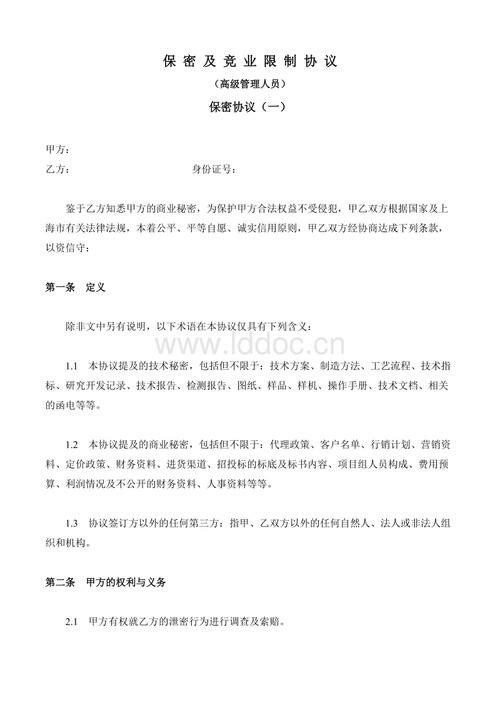 保 密 及 竞 业 限 制 协 议
（高级管理人员）
保密协议（一）
甲方：
乙方： 身份证号：
鉴于乙方知悉甲方的商业秘密，为保护甲方合法权益不受侵犯，甲乙双方根据国家及上
海市有关法律法规，本着公平、平等自愿、诚实信用原则，甲乙双方经协商达成下列条款，
以资信守；
第一条 定义
除非文中另有说明，以下术语在本协议仅具有下列含义：
www.lddoc.cn
1.1 本协议提及的技术秘密，包括但不限于：技术方案、制造方法、工艺流程、技术指
标、研究开发记录、技术报告、检测报告、图纸、样品、样机、操作手册、技术文档、相关
的函电等等。
1.2 本协议提及的商业秘密，包括但不限于：代理政策、客户名单、行销计划、营销资
料、定价政策、财务资料、进货渠道、招投标的标底及标书内容、项目组人员构成、费用预
算、利润情况及不公开的财务资料、人事资料等等。
1.3 协议签订方以外的任何第三方：指甲、乙双方以外的任何自然人、法人或非法人组
织和机构。
第二条 甲方的权利与义务
2.1 甲方有权就乙方的泄密行为进行调查及索赔。